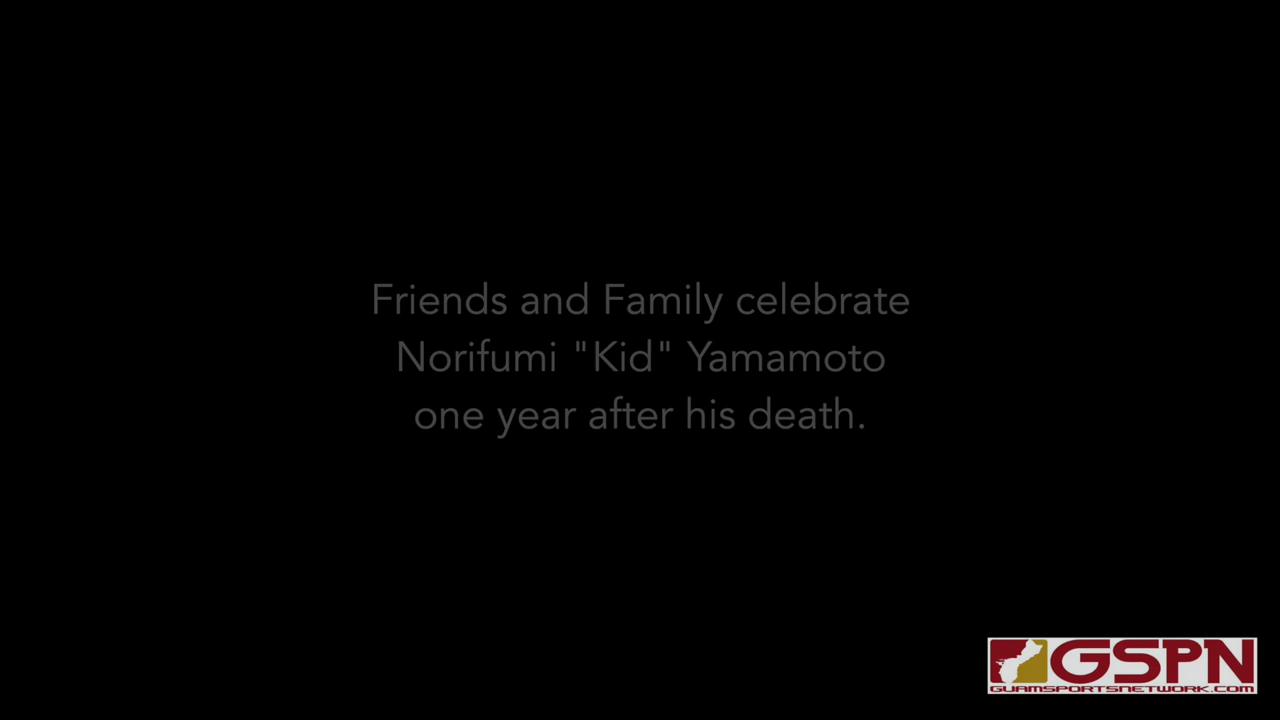 Friends and Family celebrate
Norifumi "Kid" Yamamoto
one year after his death.
GSPN
GUAMSPORTSNETWORK.COM